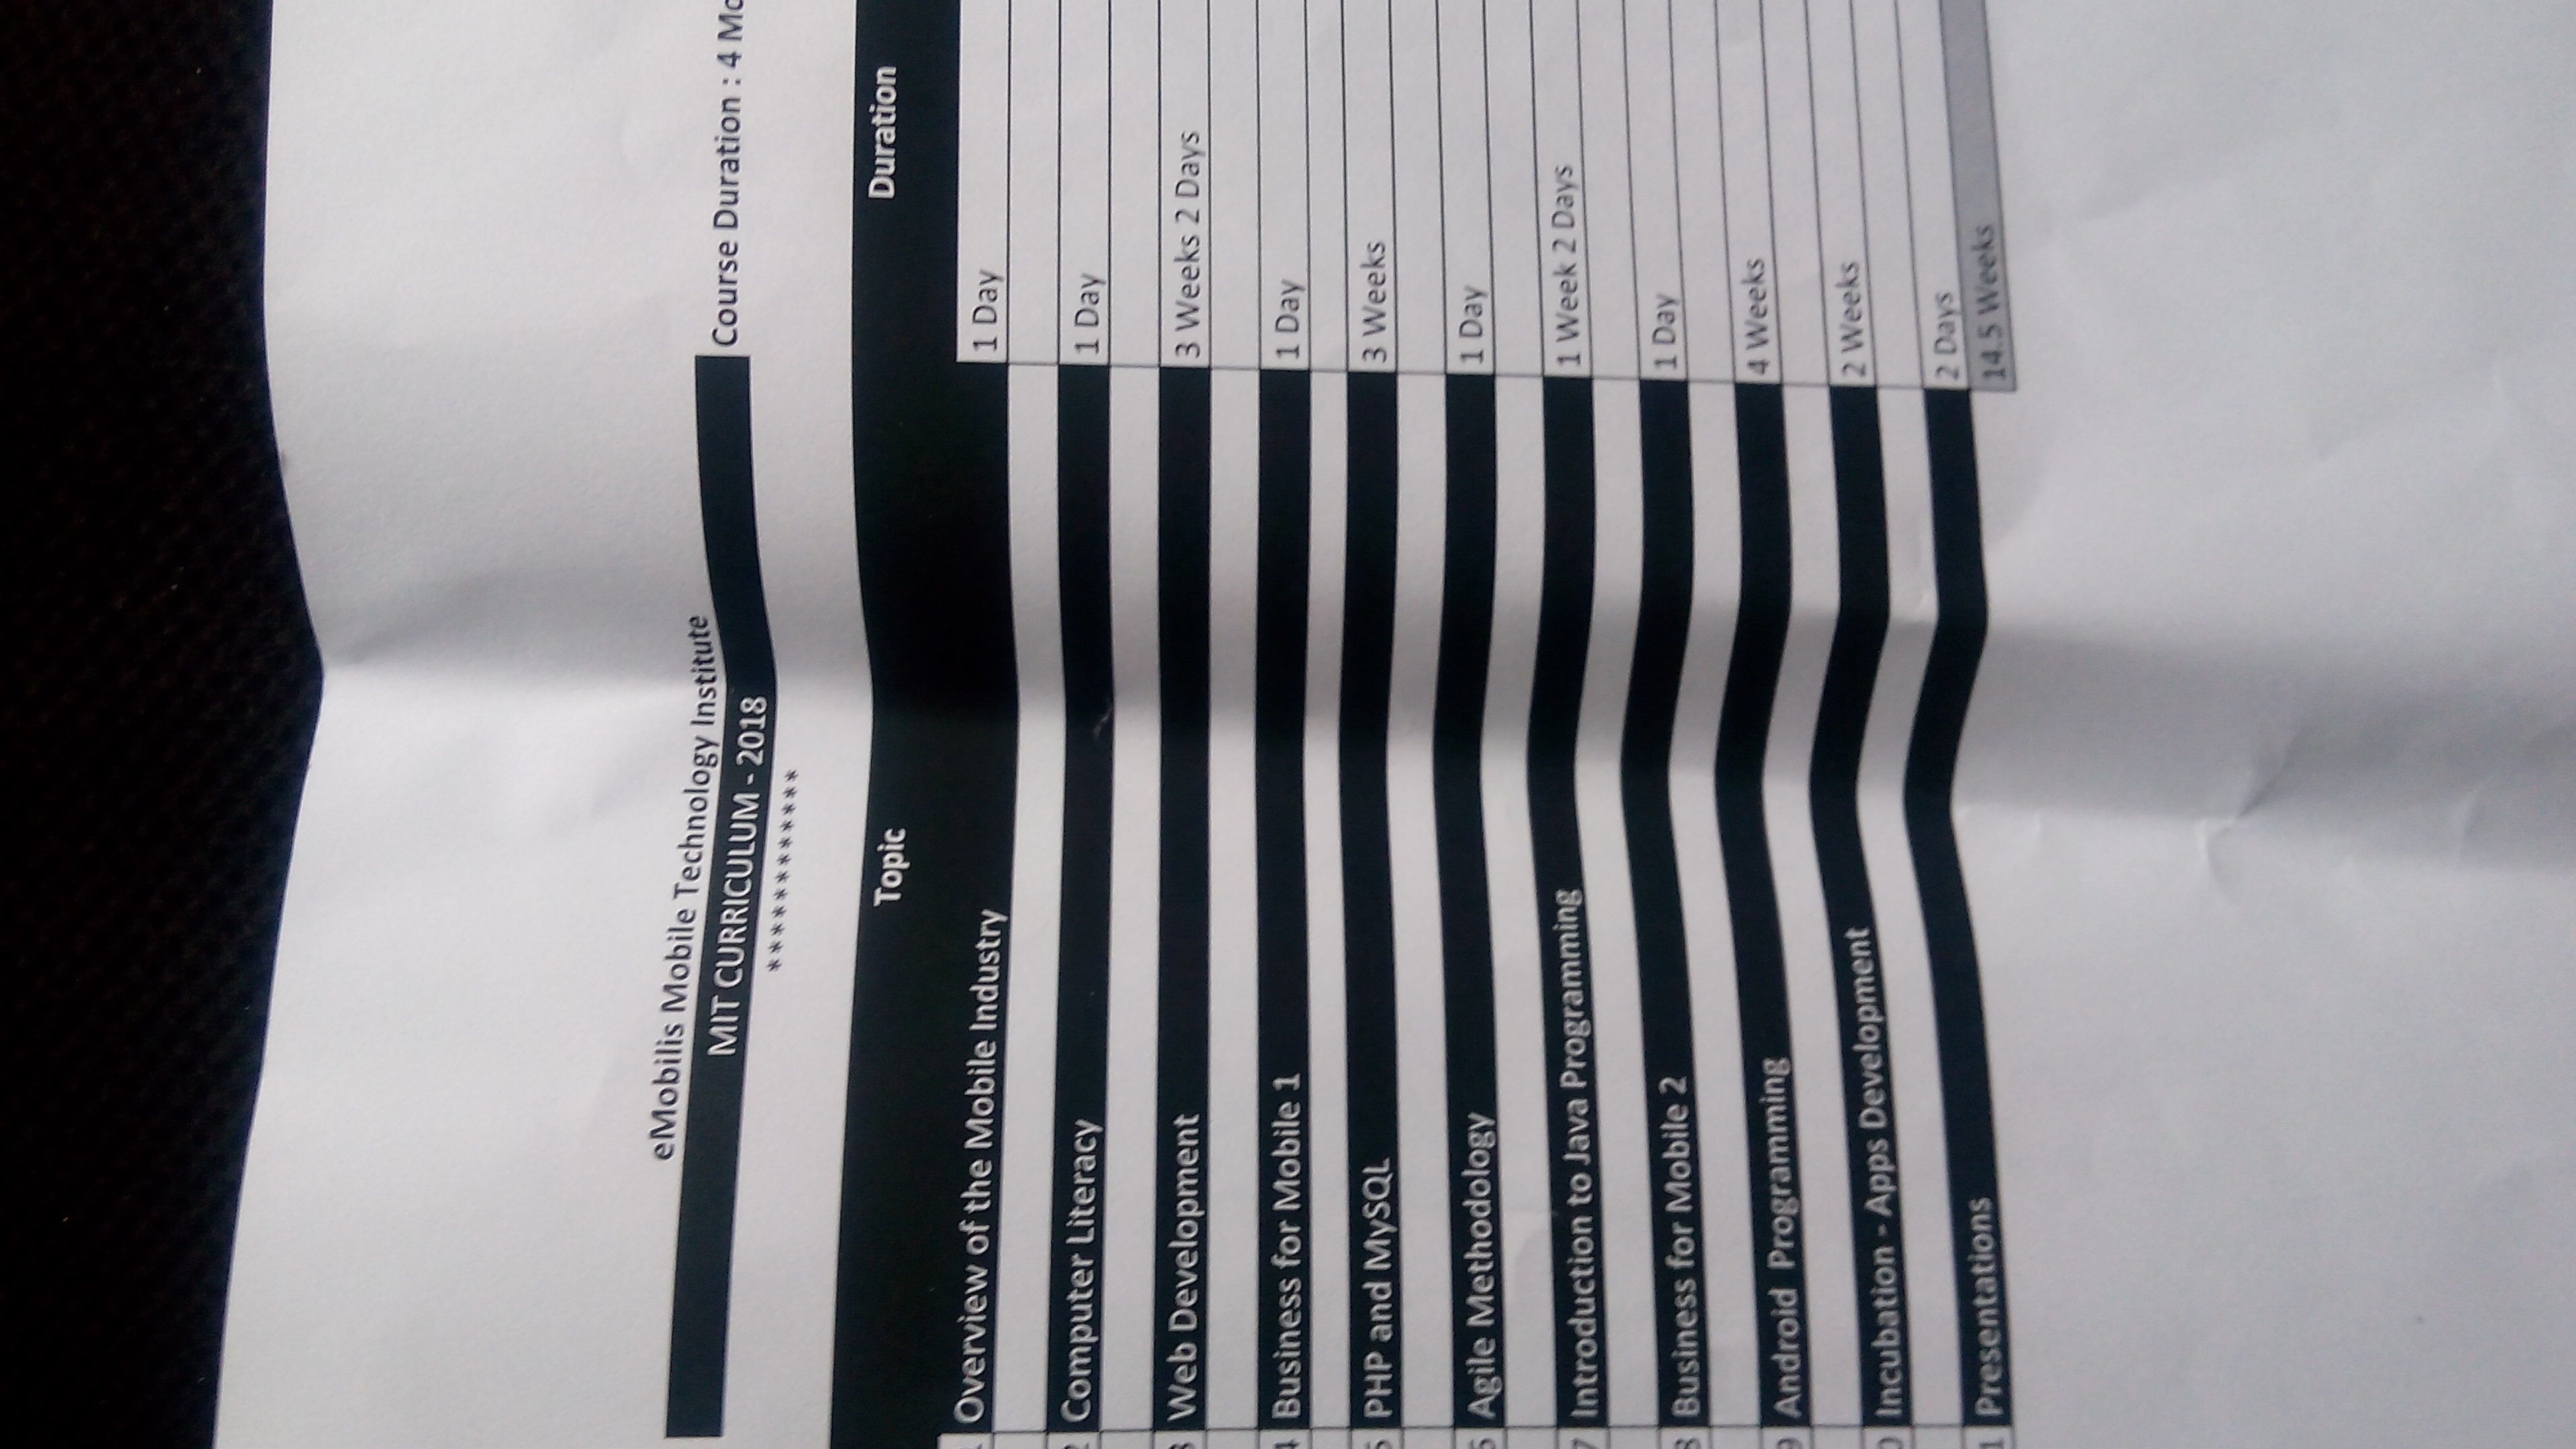 eMobilis Mobile Technology Institute
MIT CURRICULUM - 2018
Course Duration : 4
************
Topic Duration
Overview of the Mobile Industry 1 Day
2 Computer Literacy 1 Day
3 Web Development 3 Weeks 2 Days
4 Business for Mobile 1 1 Day
5 PHP and MySQL 3 Weeks
6 Agile Methodology 1 Day
7 Introduction to Java Programming 1 Week 2 Days
8 Business for Mobile 2 1 Day
9 Android Programming 4 Weeks
0 Incubation - Apps Development 2 Weeks
1 Presentations 2 Days
14.5 Weeks